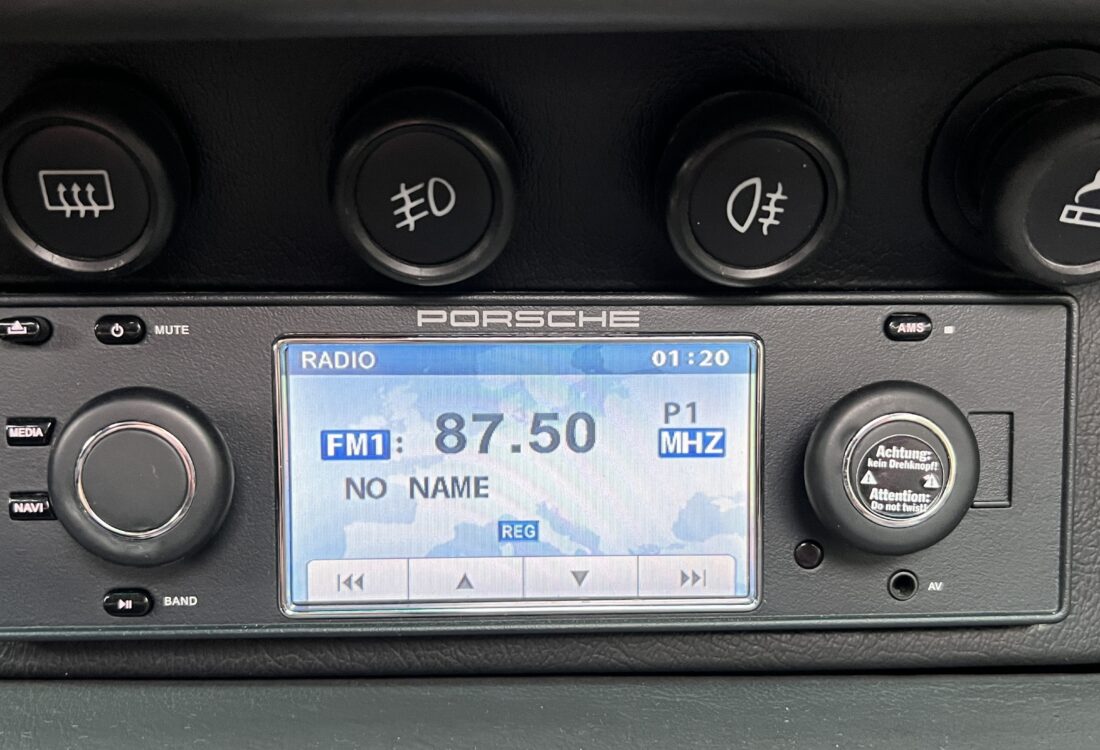 MUTE
PORSCHE
AMS
RADIO
01:20
MEDIA
FM1: 87.50
P1
MHZ
NAVI
NO NAME
Achtung:
kein Drehknopf!
Attention:
Do not twist!
REG
BAND
AV